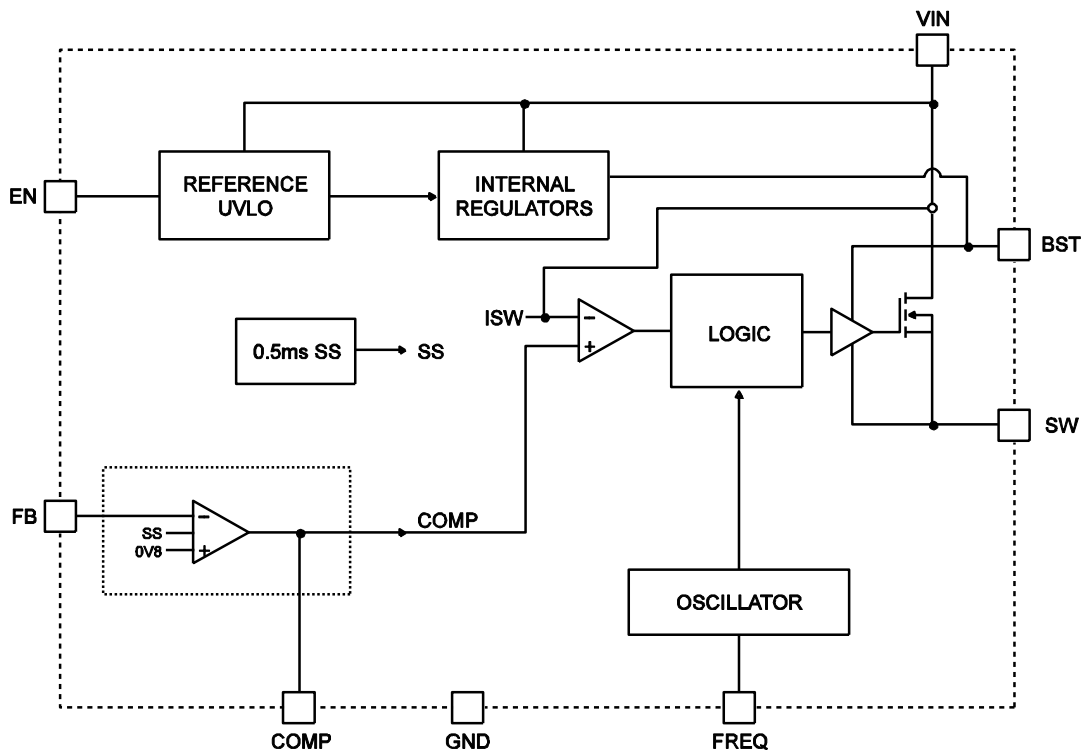 VIN
EN
REFERENCE
UVLO
INTERNAL
REGULATORS
BST
ISW
−
+
LOGIC
0.5ms SS
SS
SW
FB
−
SS
0V8
+
COMP
OSCILLATOR
COMP
GND
FREQ